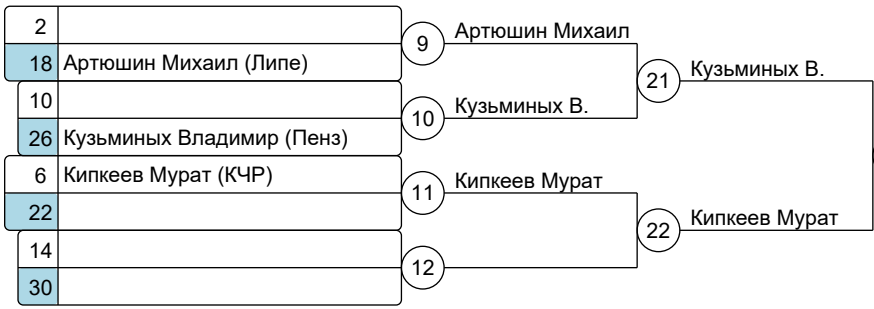 2
18 Артюшин Михаил (Липе)
9
Артюшин Михаил
10
26 Кузьминых Владимир (Пенз)
10
Кузьминых В.
21
Кузьминых В.
6 Кипкеев Мурат (КЧР)
22
11
Кипкеев Мурат
14
30
12
22
Кипкеев Мурат